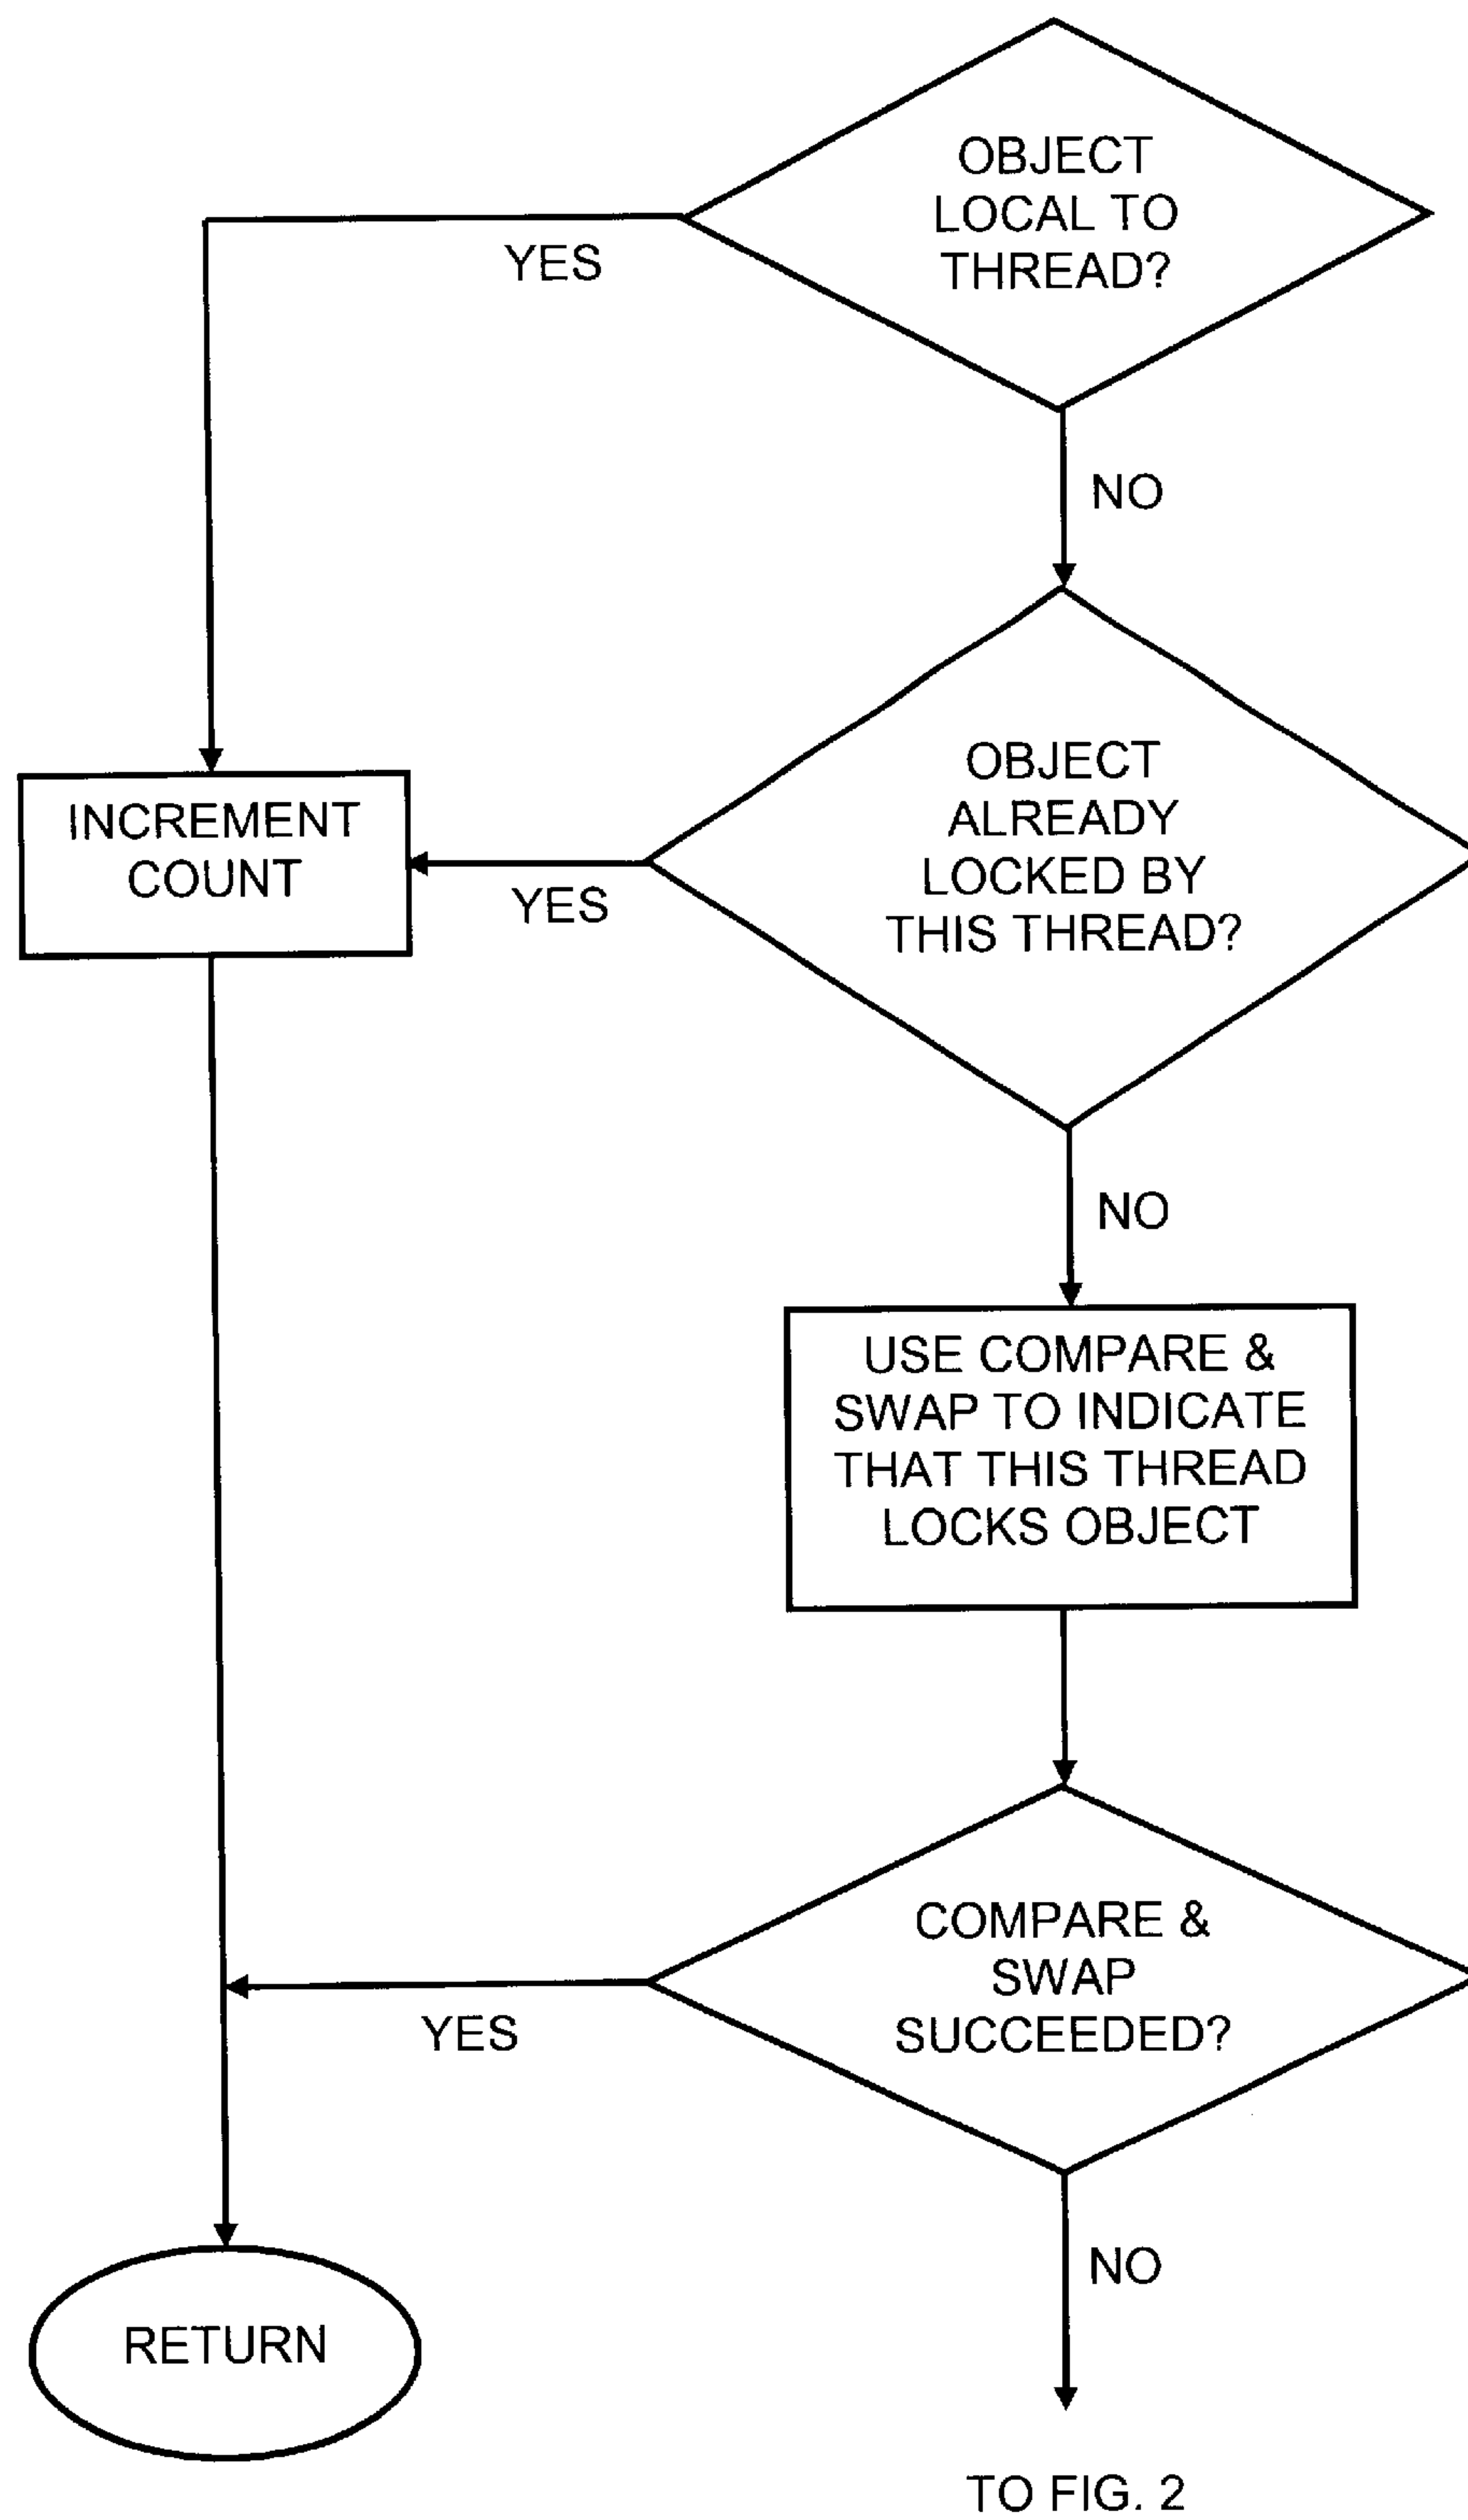 OBJECT
LOCAL TO
THREAD?
YES
NO
OBJECT
ALREADY
LOCKED BY
THIS THREAD?
INCREMENT
COUNT
YES
NO
USE COMPARE &
SWAP TO INDICATE
THAT THIS THREAD
LOCKS OBJECT
COMPARE &
SWAP
SUCCEEDED?
YES
NO
RETURN
TO FIG. 2